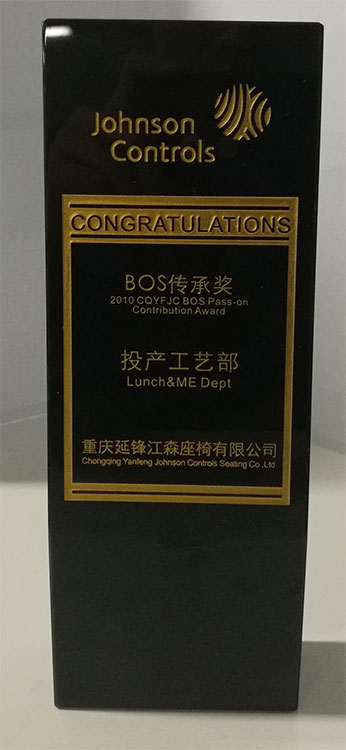 Johnson
Controls
CONGRATULATIONS
BOS传承奖
2010 CQYFJC BOS Pass-on
Contribution Award
投产工艺部
Lunch&ME Dept
重庆延锋江森座椅有限公司
Chongqing Yanfeng Johnson Controls Seating Co.,Ltd